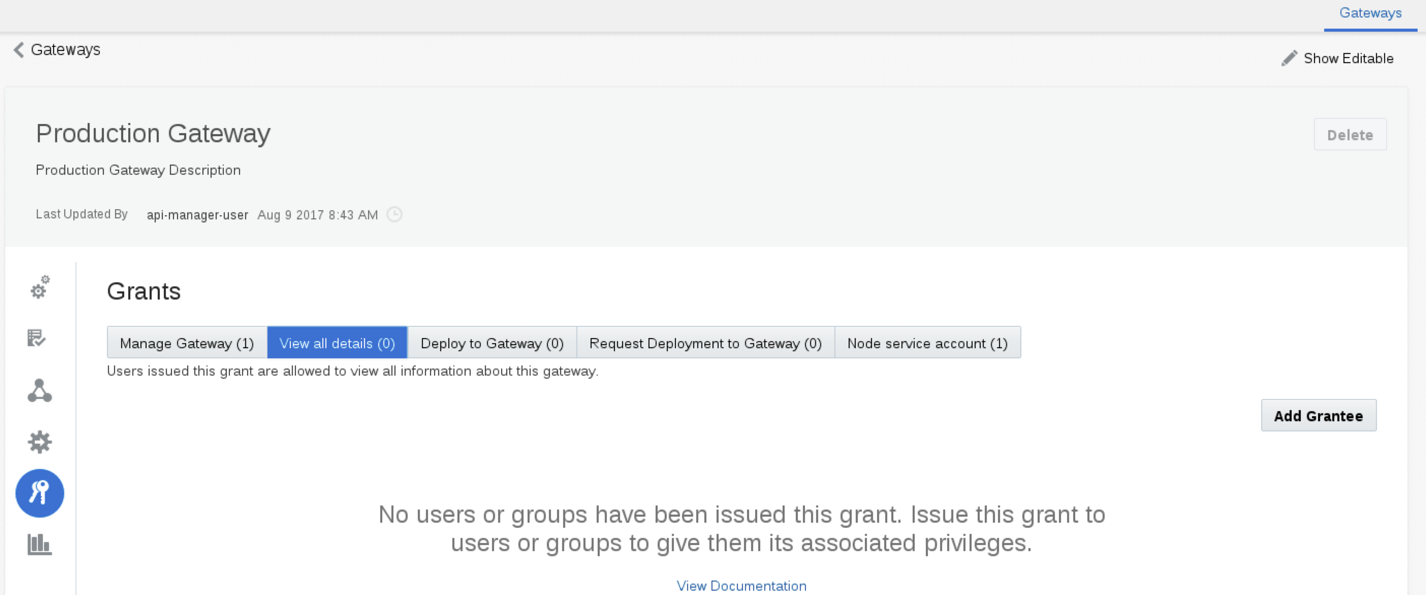 Gateways
Gateways
Show Editable
Production Gateway
Delete
Production Gateway Description
Last Updated By api-manager-user Aug 9 2017 8:43 AM
Grants
Manage Gateway (1) View all details (0) Deploy to Gateway (0) Request Deployment to Gateway (0) Node service account (1)
Users issued this grant are allowed to view all information about this gateway.
Add Grantee
No users or groups have been issued this grant. Issue this grant to
users or groups to give them its associated privileges.
View Documentation